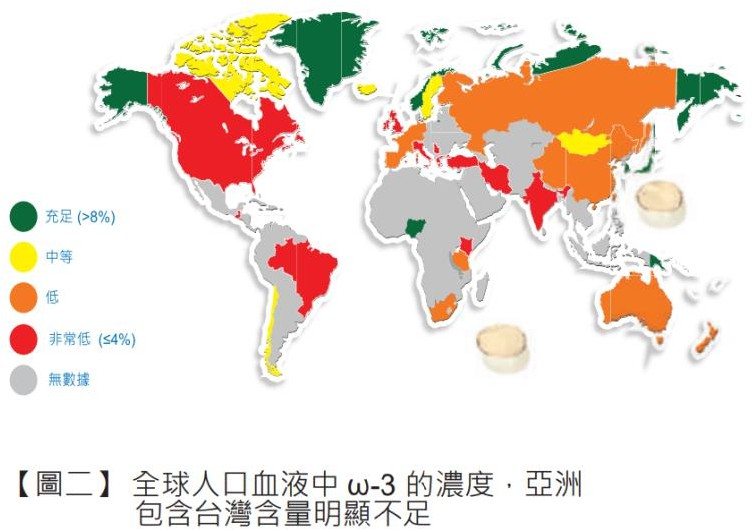 充足 (>8%)
中等
低
非常低 (≤4%)
無數據
【圖二】 全球人口血液中 ω-3 的濃度，亞洲
包含台灣含量明顯不足